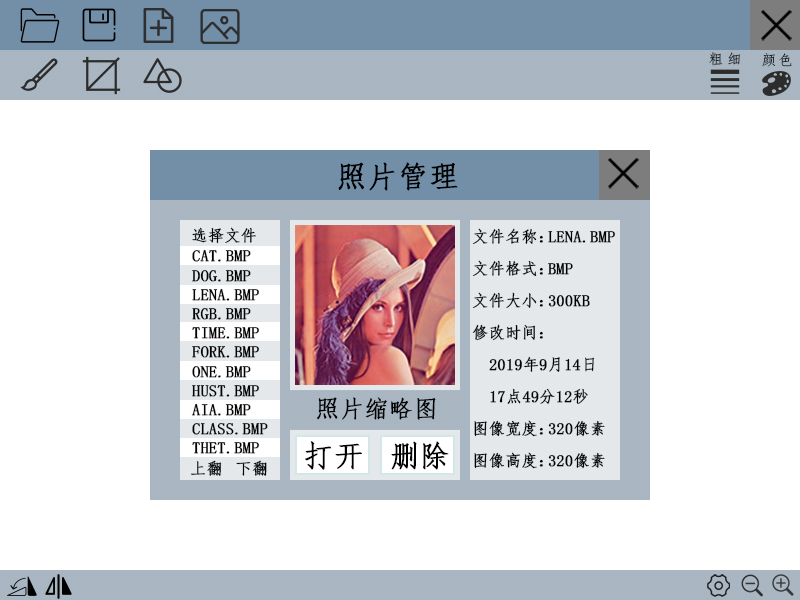 粗 细
颜色
照片管理
选择文件
CAT.BMP
DOG.BMP
LENA.BMP
RGB.BMP
TIME.BMP
FORK.BMP
ONE.BMP
HUST.BMP
AIA.BMP
CLASS.BMP
THET.BMP
上翻 下翻
照片缩略图
打开
删除
文件名称:LENA.BMP
文件格式:BMP
文件大小:300KB
修改时间:
2019年9月14日
17点49分12秒
图像宽度:320像素
图像高度:320像素